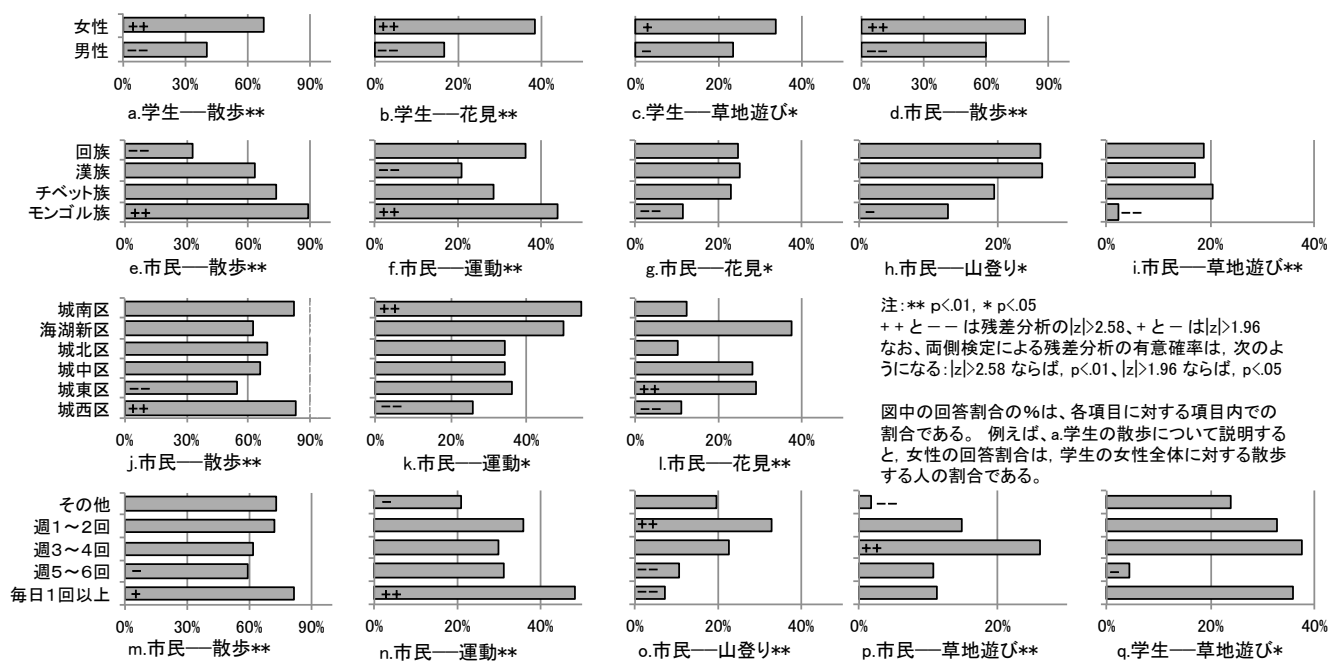 女性
男性
++
－－
0% 30% 60% 90%
a.学生──散歩**
++
－－
0% 20% 40%
b.学生──花見**
+
－
0% 20% 40%
c.学生──草地遊び*
++
－－
0% 30% 60% 90%
d.市民──散歩**
回族
漢族
チベット族
モンゴル族
－－
++
0% 30% 60% 90%
e.市民──散歩**
－－
++
0% 20% 40%
f.市民──運動**
－－
0% 20% 40%
g.市民──花見*
－
0% 20%
h.市民──山登り*
－－
0% 20% 40%
i.市民──草地遊び**
城南区
海湖新区
城北区
城中区
城東区
城西区
－－
++
0% 30% 60% 90%
j.市民──散歩**
++
－－
0% 20% 40%
k.市民──運動*
++
－－
0% 20% 40%
l.市民──花見**
注:** p<.01, * p<.05
++と－－は残差分析の|z|>2.58、+と－は|z|>1.96
なお、両側検定による残差分析の有意確率は, 次のよ
うになる:|z|>2.58 ならば, p<.01、|z|>1.96 ならば, p<.05
図中の回答割合の%は、各項目に対する項目内での
割合である。 例えば、a.学生の散歩について説明する
と, 女性の回答割合は, 学生の女性全体に対する散歩
する人の割合である。
その他
週１～２回
週３～４回
週５～６回
毎日１回以上
－
+
0% 30% 60% 90%
m.市民──散歩**
－
++
0% 20% 40%
n.市民──運動**
++
－－
－－
0% 20% 40%
o.市民──山登り**
－－
++
0% 20%
p.市民──草地遊び**
－
0% 20% 40%
q.学生──草地遊び*